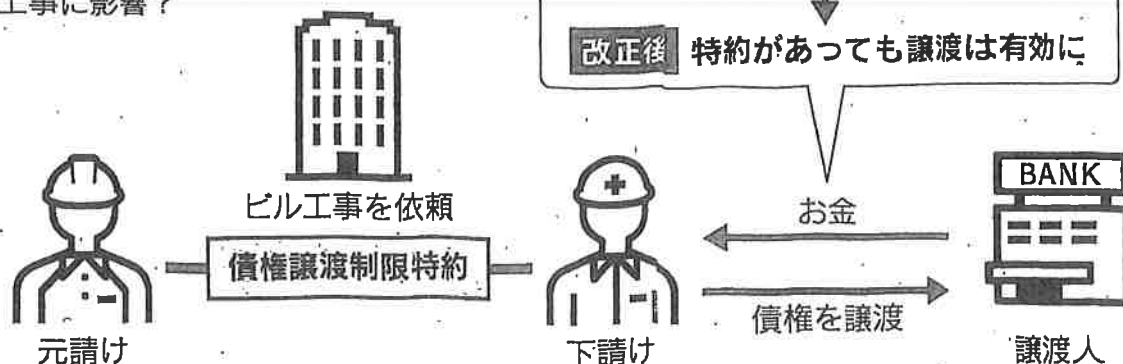 工事に影響？
改正後 特約があっても譲渡は有効に
BANK
ビル工事を依頼
お金
債権譲渡制限特約
債権を譲渡
元請け
下請け
譲渡人